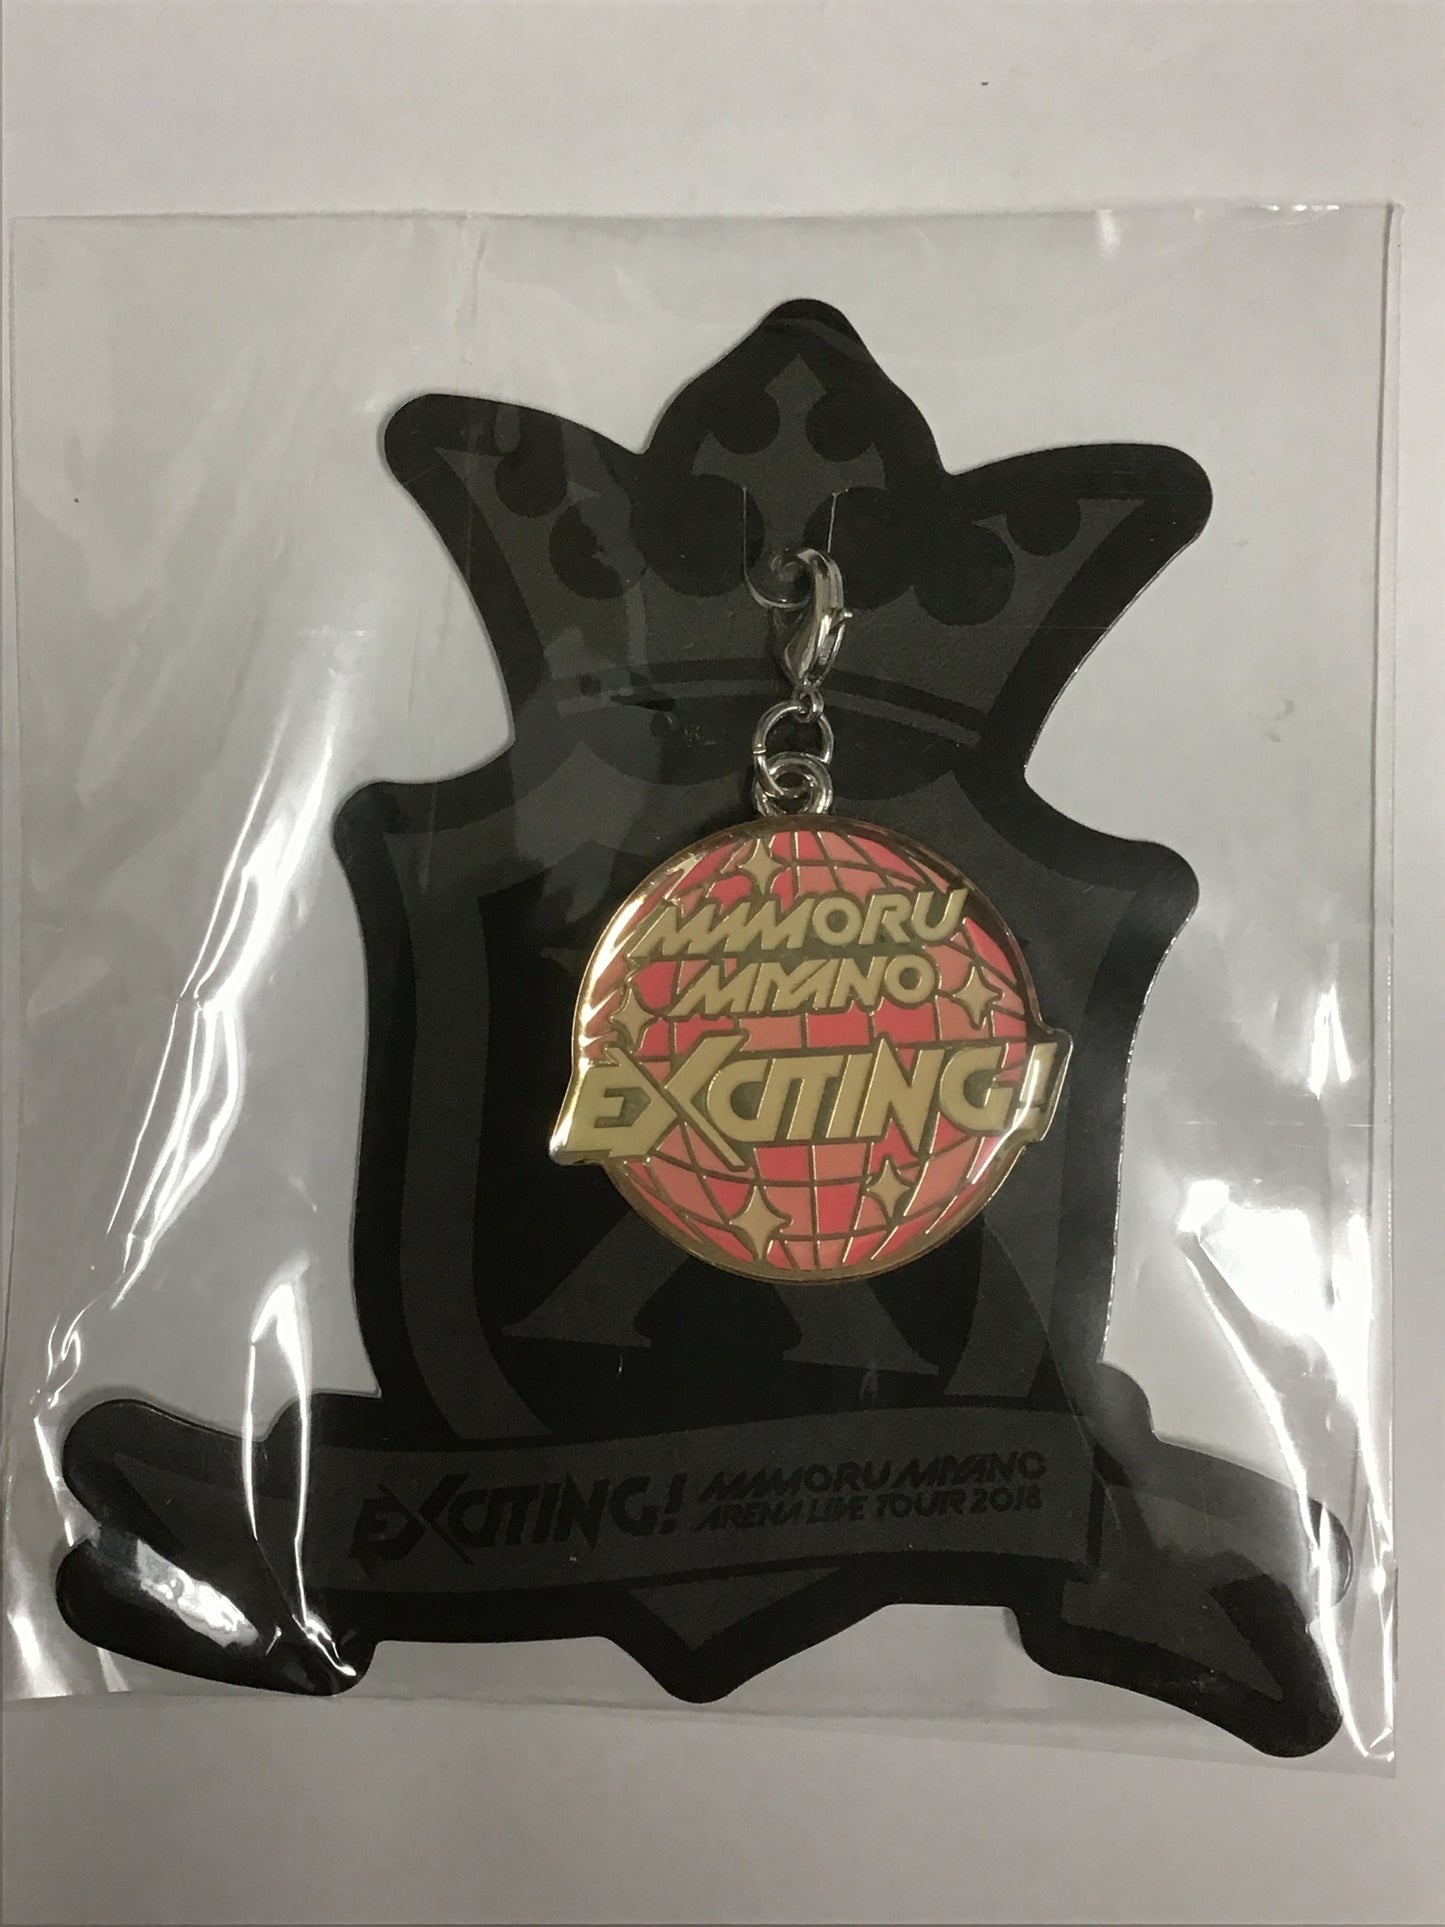 MAMORU
MIYANO
EXCITING!
EXCITING! MAMORU MIYANO
ARENA LIVE TOUR 2018